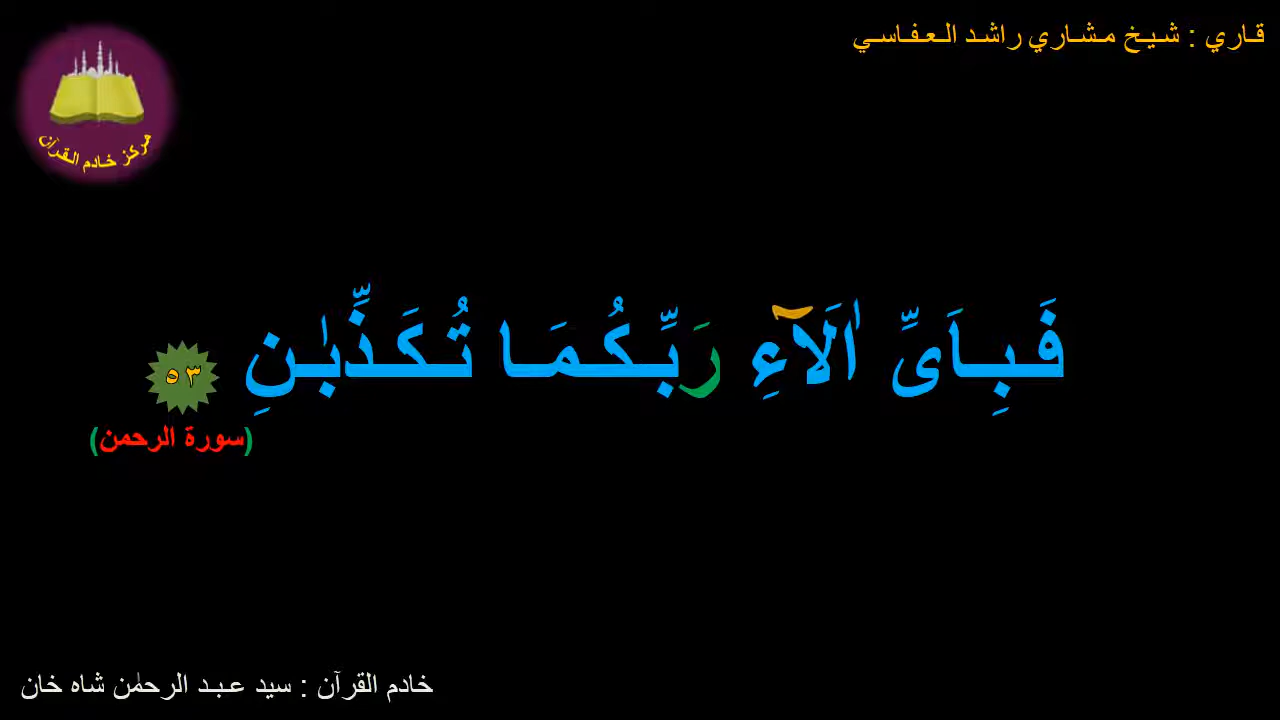 قاري : شيخ مشاري راشد العفاسي
مركز خادم القرآن
فَبِاَىِّ اٰلَآءِ رَبِّكُمَا تُكَذِّبٰنِ ٥٣
(سورة الرحمن)
خادم القرآن : سيد عبد الرحمٰن شاه خان